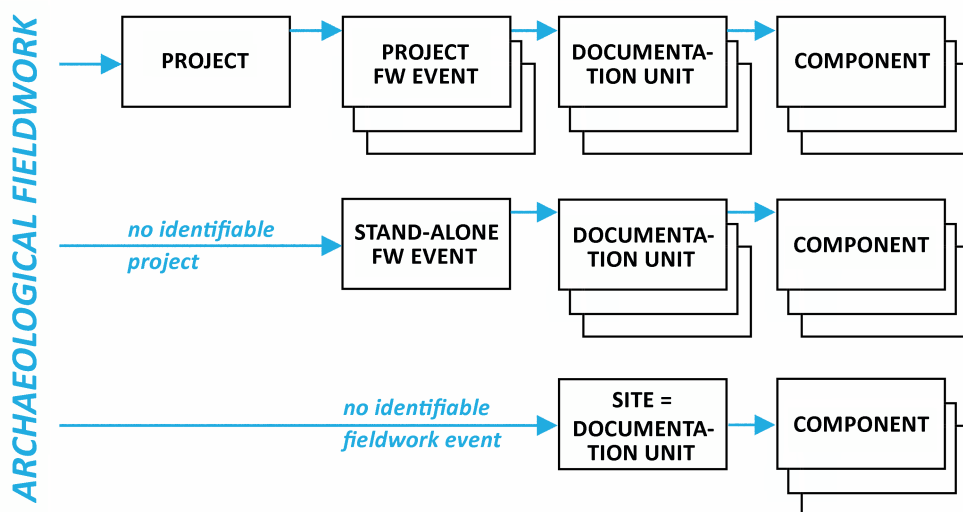 ARCHAEOLOGICAL FIELDWORK
PROJECT
PROJECT
FW EVENT
DOCUMENTA-
TION UNIT
COMPONENT
no identifiable
project
STAND-ALONE
FW EVENT
DOCUMENTA-
TION UNIT
COMPONENT
no identifiable
fieldwork event
SITE =
DOCUMENTA-
TION UNIT
COMPONENT